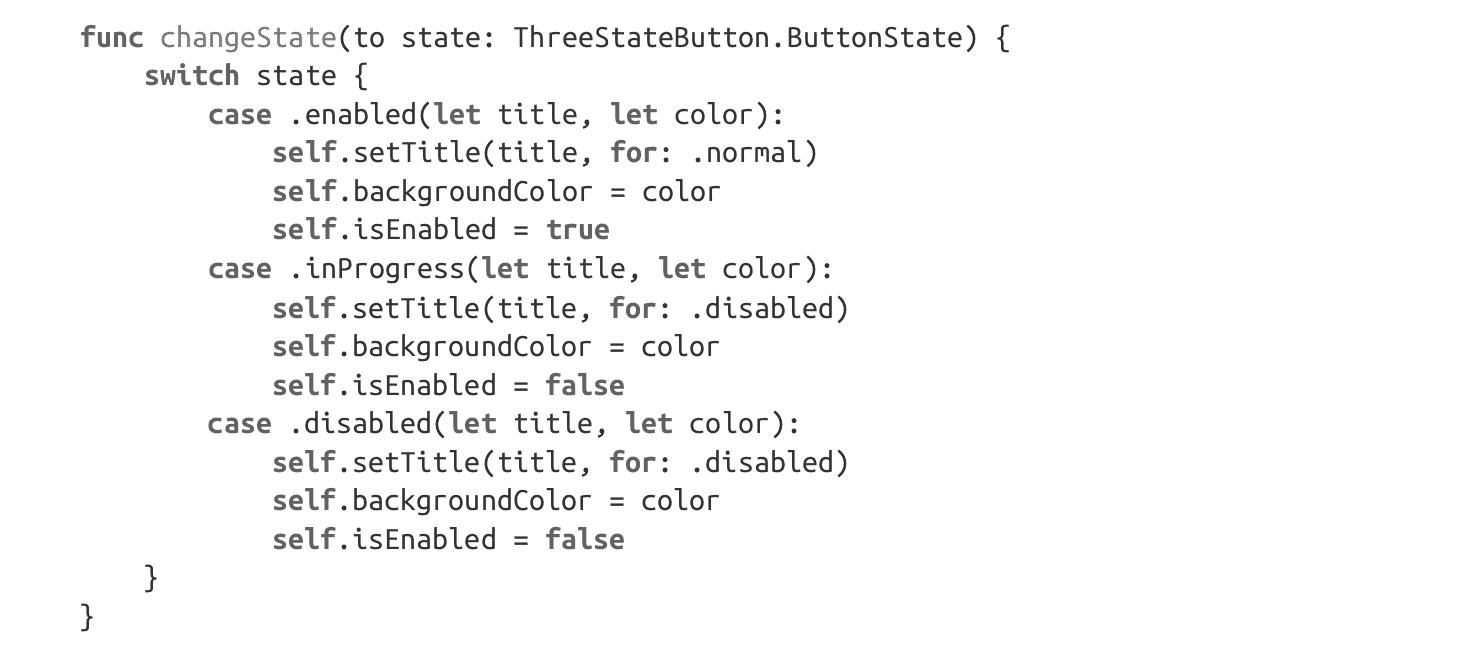 func changeState(to state: ThreeStateButton.ButtonState) {
    switch state {
        case .enabled(let title, let color):
            self.setTitle(title, for: .normal)
            self.backgroundColor = color
            self.isEnabled = true
        case .inProgress(let title, let color):
            self.setTitle(title, for: .disabled)
            self.backgroundColor = color
            self.isEnabled = false
        case .disabled(let title, let color):
            self.setTitle(title, for: .disabled)
            self.backgroundColor = color
            self.isEnabled = false
    }
}